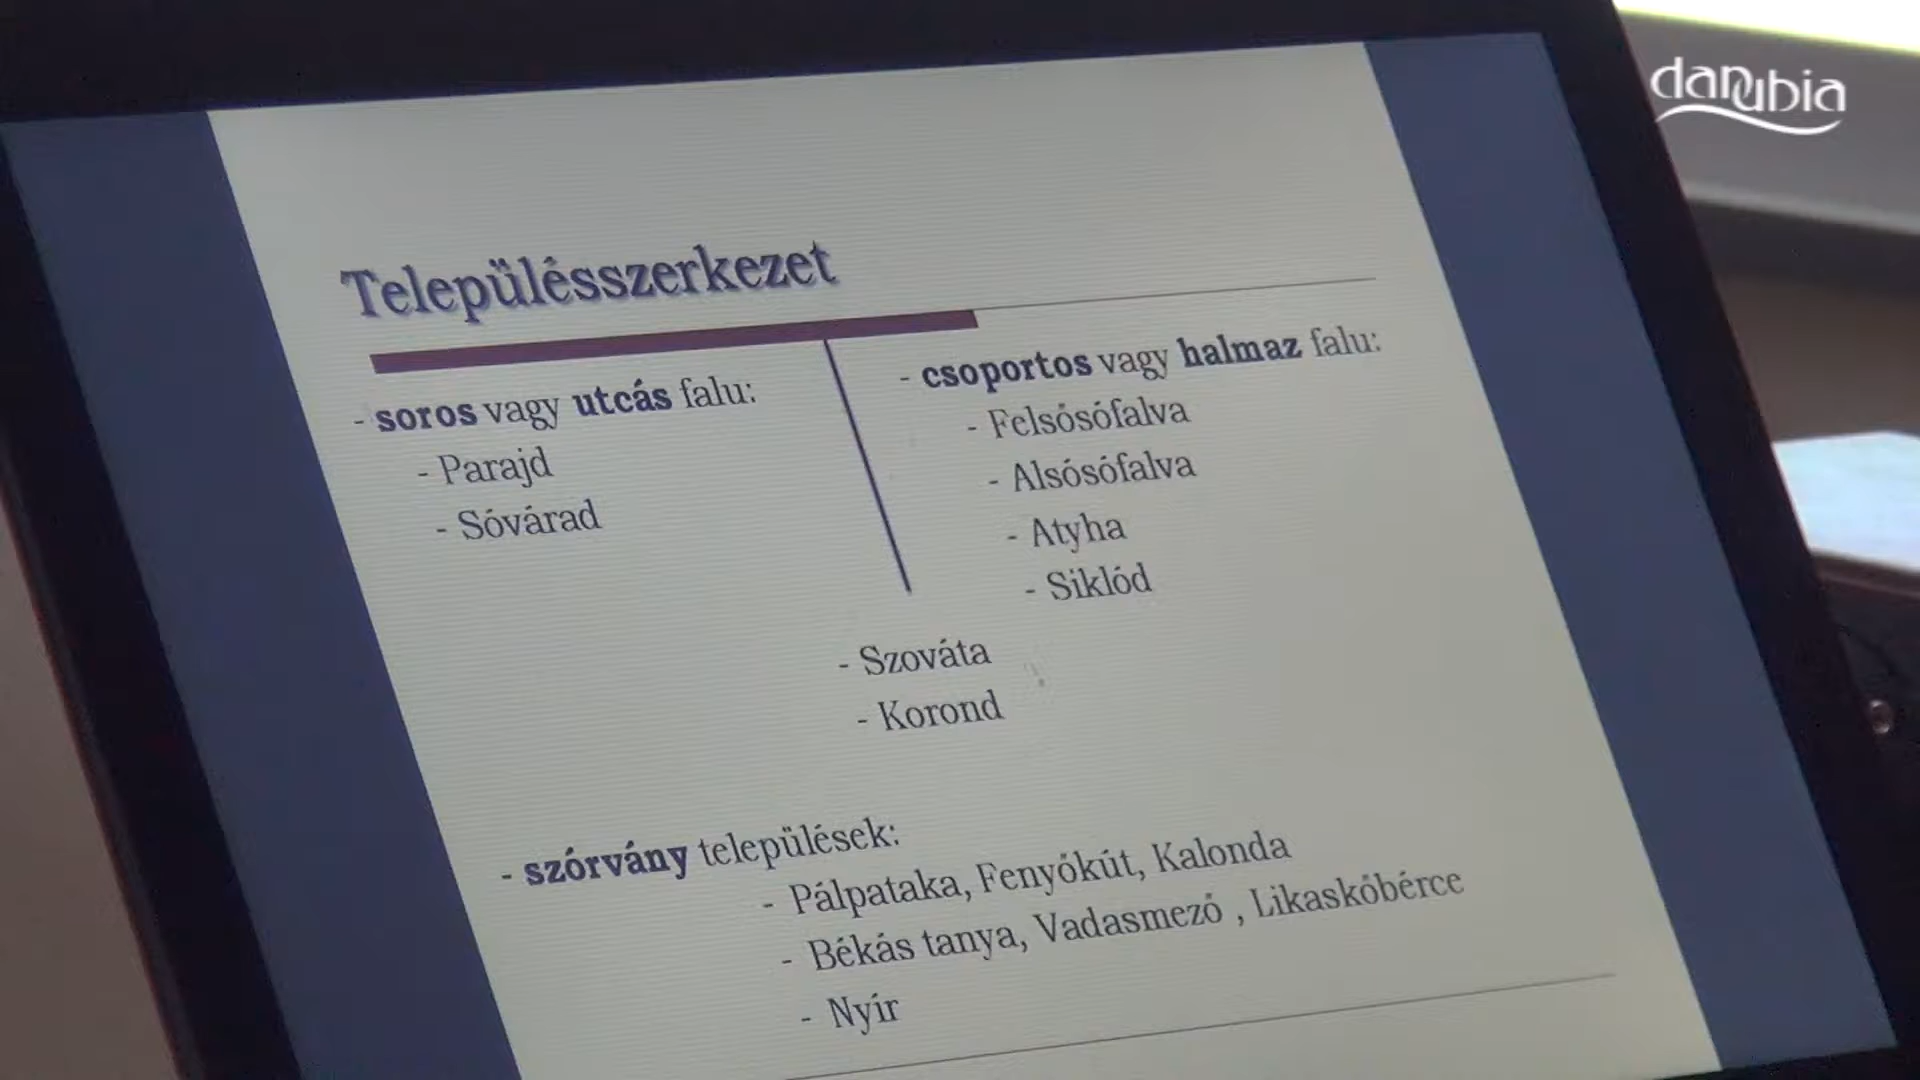 danubia
Településszerkezet
- soros vagy utcás falu:
- Parajd
- Sóvárad
- csoportos vagy halmaz falu:
- Felsősófalva
- Alsósófalva
- Atyha
- Siklód
- Szováta
- Korond
- szórvány települések:
- Pálpataka, Fenyőkút, Kalonda
- Békás tanya, Vadasmező , Likaskőbérce
- Nyír